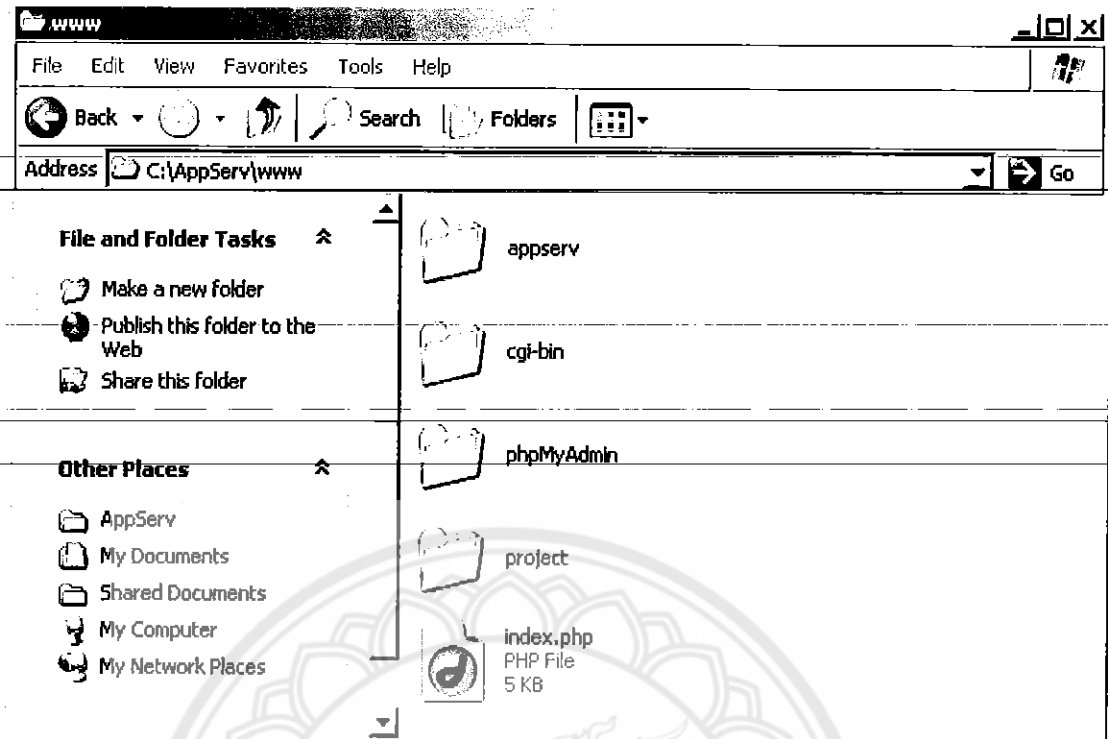 www
File Edit View Favorites Tools Help
Back Search Folders
Address C:\AppServ\www Go
File and Folder Tasks
Make a new folder
Publish this folder to the
Web
Share this folder
Other Places
AppServ
My Documents
Shared Documents
My Computer
My Network Places
appserv
cgi-bin
phpMyAdmin
project
index.php
PHP File
5 KB